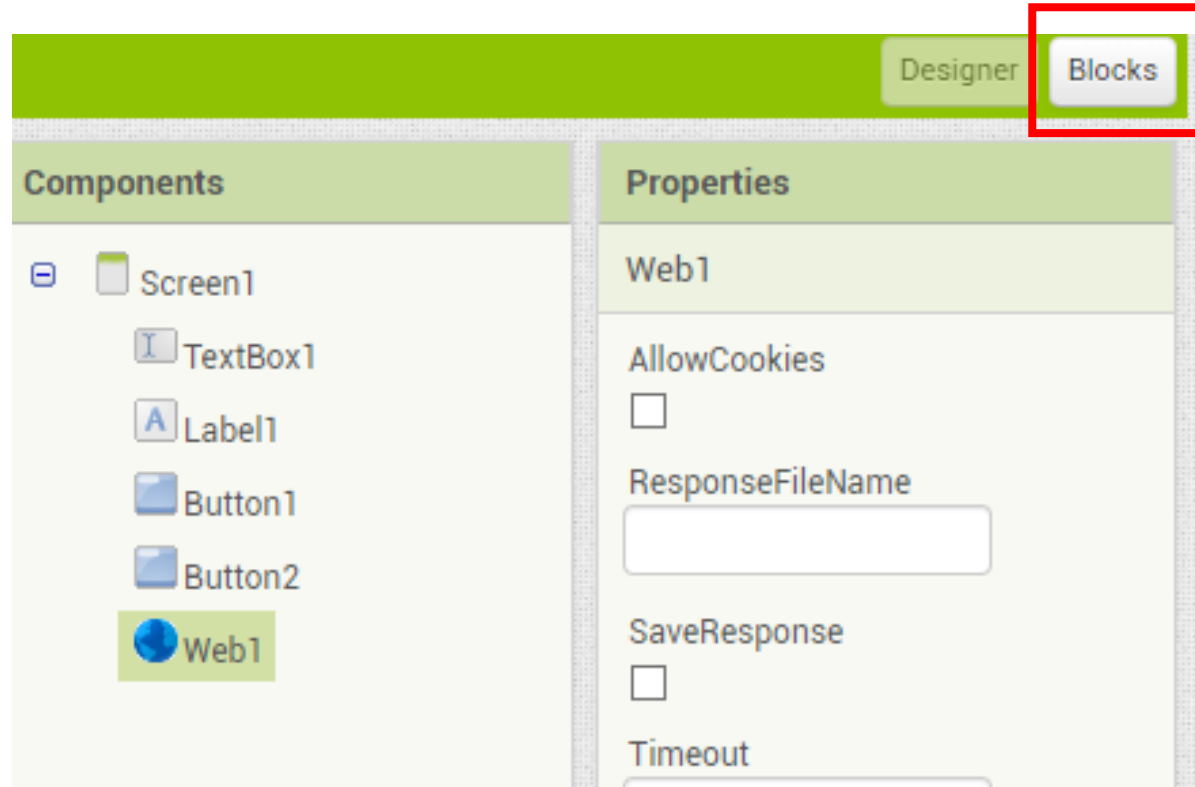 Designer
Blocks
Components
Screen1
TextBox1
A Label1
Button1
Button2
Web1
Properties
Web1
AllowCookies
ResponseFileName
SaveResponse
Timeout